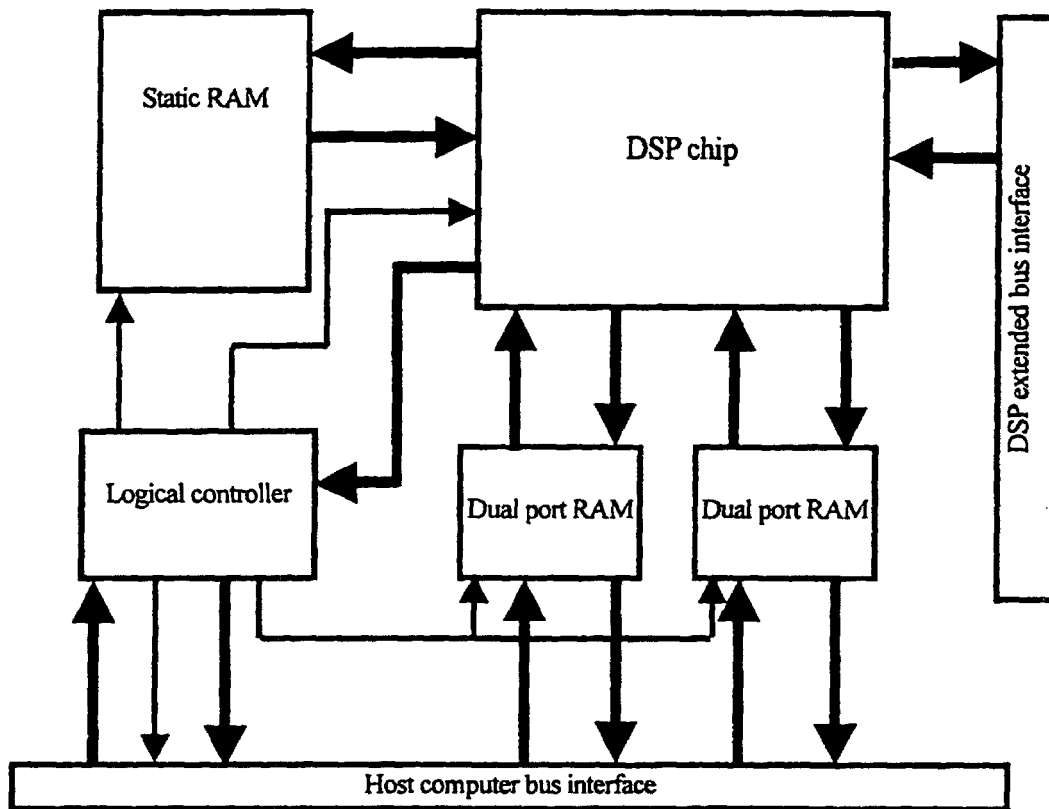 Static RAM
DSP chip
DSP extended bus interface
Logical controller
Dual port RAM
Dual port RAM
Host computer bus interface